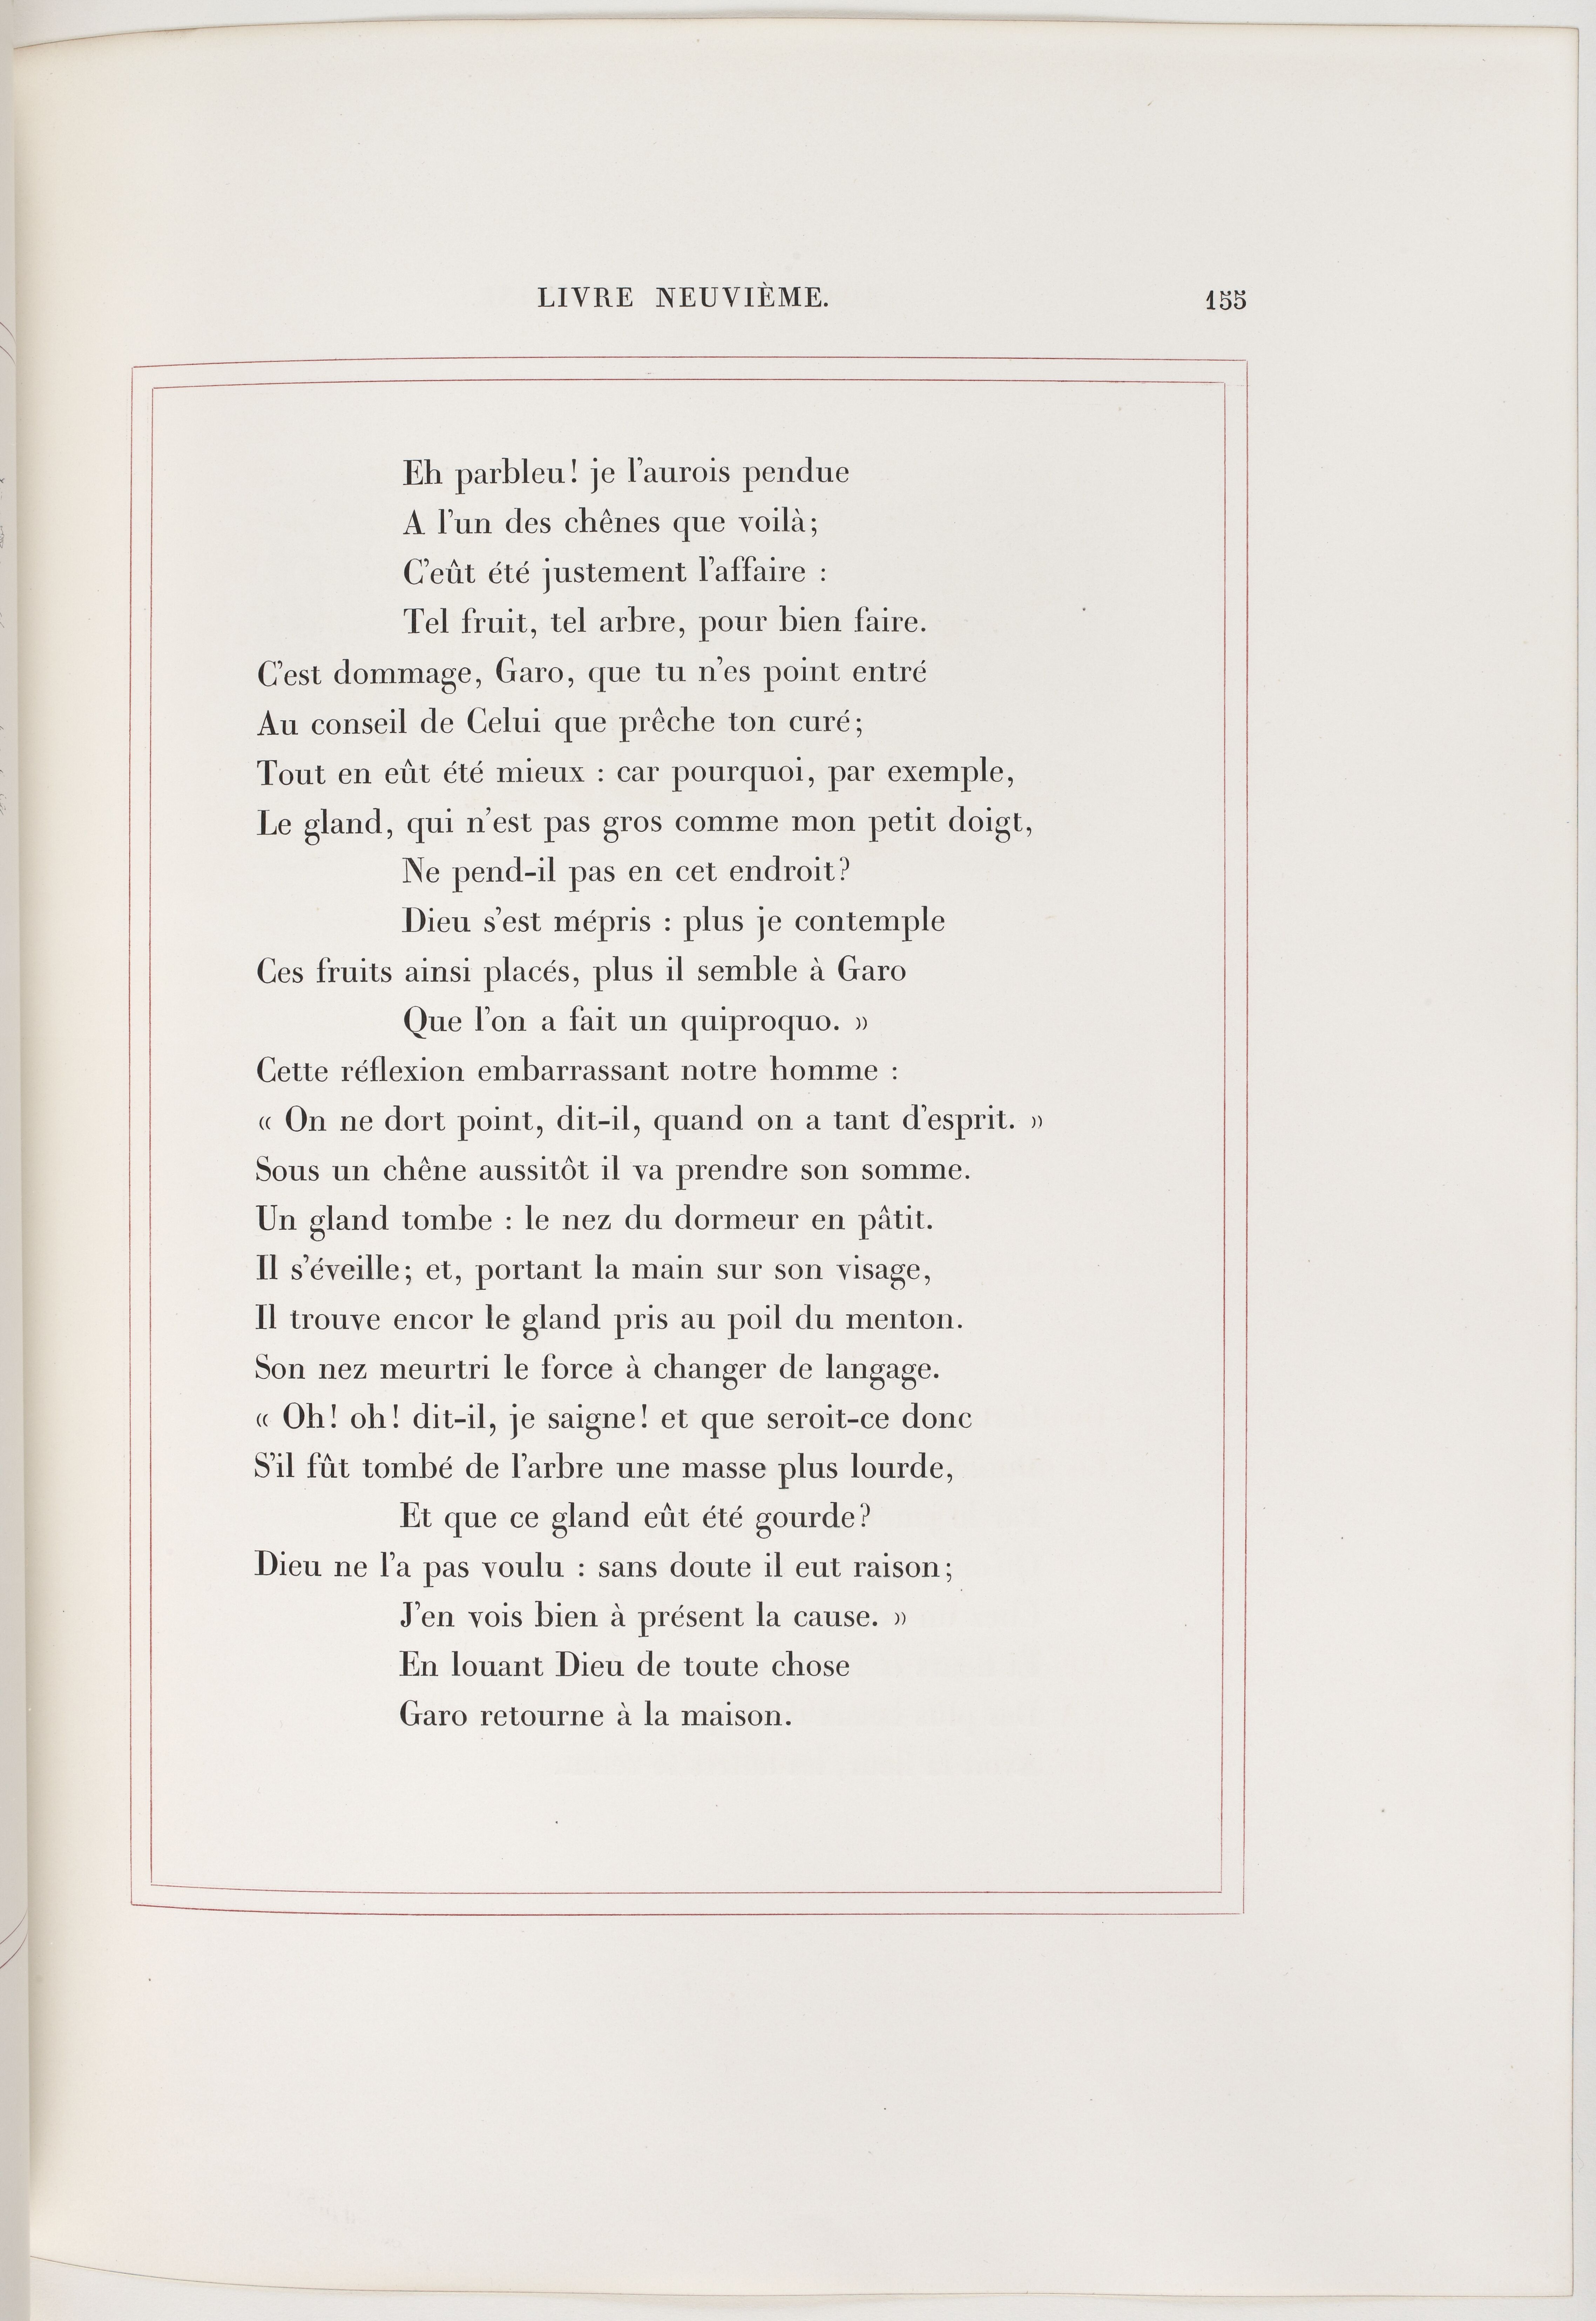 LIVRE NEUVIÈME.
155
Eh parbleu! je l'aurois pendue
A l'un des chênes que voilà;
C'eût été justement l'affaire :
Tel fruit, tel arbre, pour bien faire.
C'est dommage, Garo, que tu n'es point entré
Au conseil de Celui que prêche ton curé;
Tout en eût été mieux : car pourquoi, par exemple,
Le gland, qui n'est pas gros comme mon petit doigt,
Ne pend-il pas en cet endroit?
Dieu s'est mépris : plus je contemple
Ces fruits ainsi placés, plus il semble à Garo
Que l'on a fait un quiproquo. »
Cette réflexion embarrassant notre homme :
« On ne dort point, dit-il, quand on a tant d'esprit. »
Sous un chêne aussitôt il va prendre son somme.
Un gland tombe : le nez du dormeur en pâtit.
Il s'éveille; et, portant la main sur son visage,
Il trouve encor le gland pris au poil du menton.
Son nez meurtri le force à changer de langage.
« Oh! oh! dit-il, je saigne! et que seroit-ce donc
S'il fût tombé de l'arbre une masse plus lourde,
Et que ce gland eût été gourde?
Dieu ne l'a pas voulu : sans doute il eut raison;
J'en vois bien à présent la cause. »
En louant Dieu de toute chose
Garo retourne à la maison.